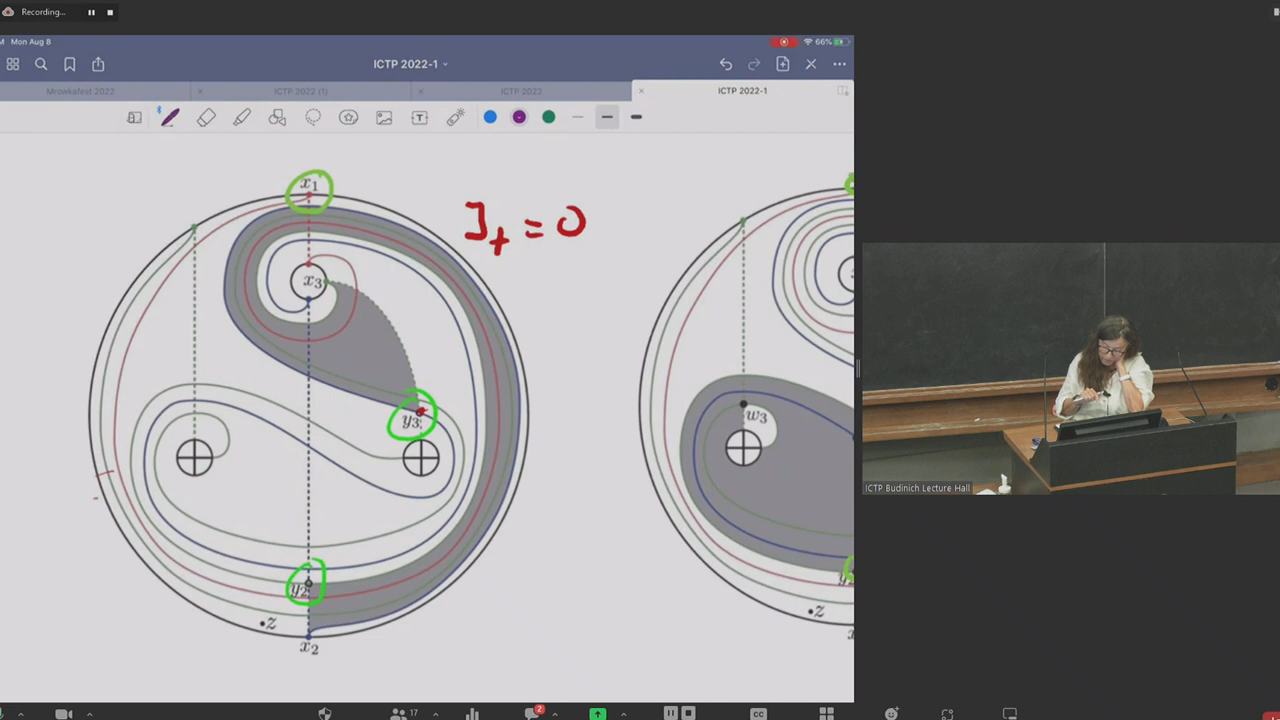 Recording...
Mon Aug 8
66%
ICTP 2022-1
Mrowkafest 2022
ICTP 2022 (1)
ICTP 2022
ICTP 2022-1
x1
J+ = 0
x3
y3
w3
y2
z
x2
z
ICTP Budinich Lecture Hall
17
2
CC